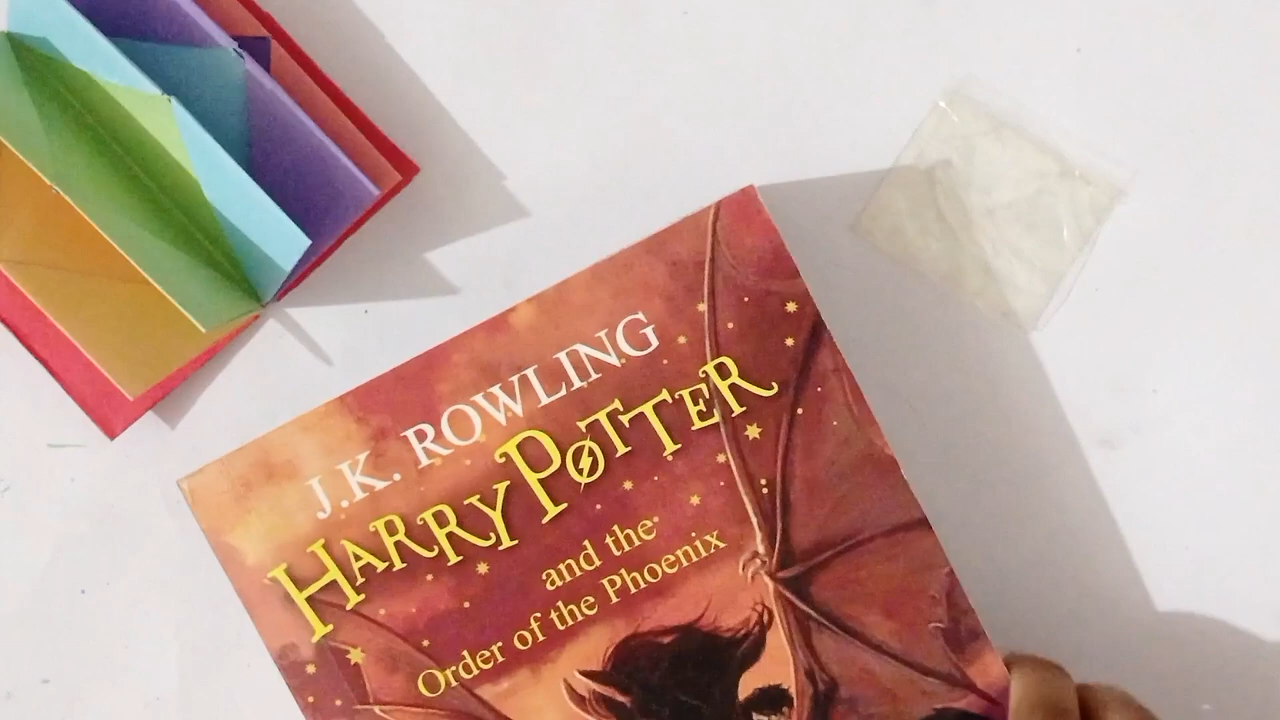 J.K. ROWLING
HARRY POTTER
and the
Order of the Phoenix